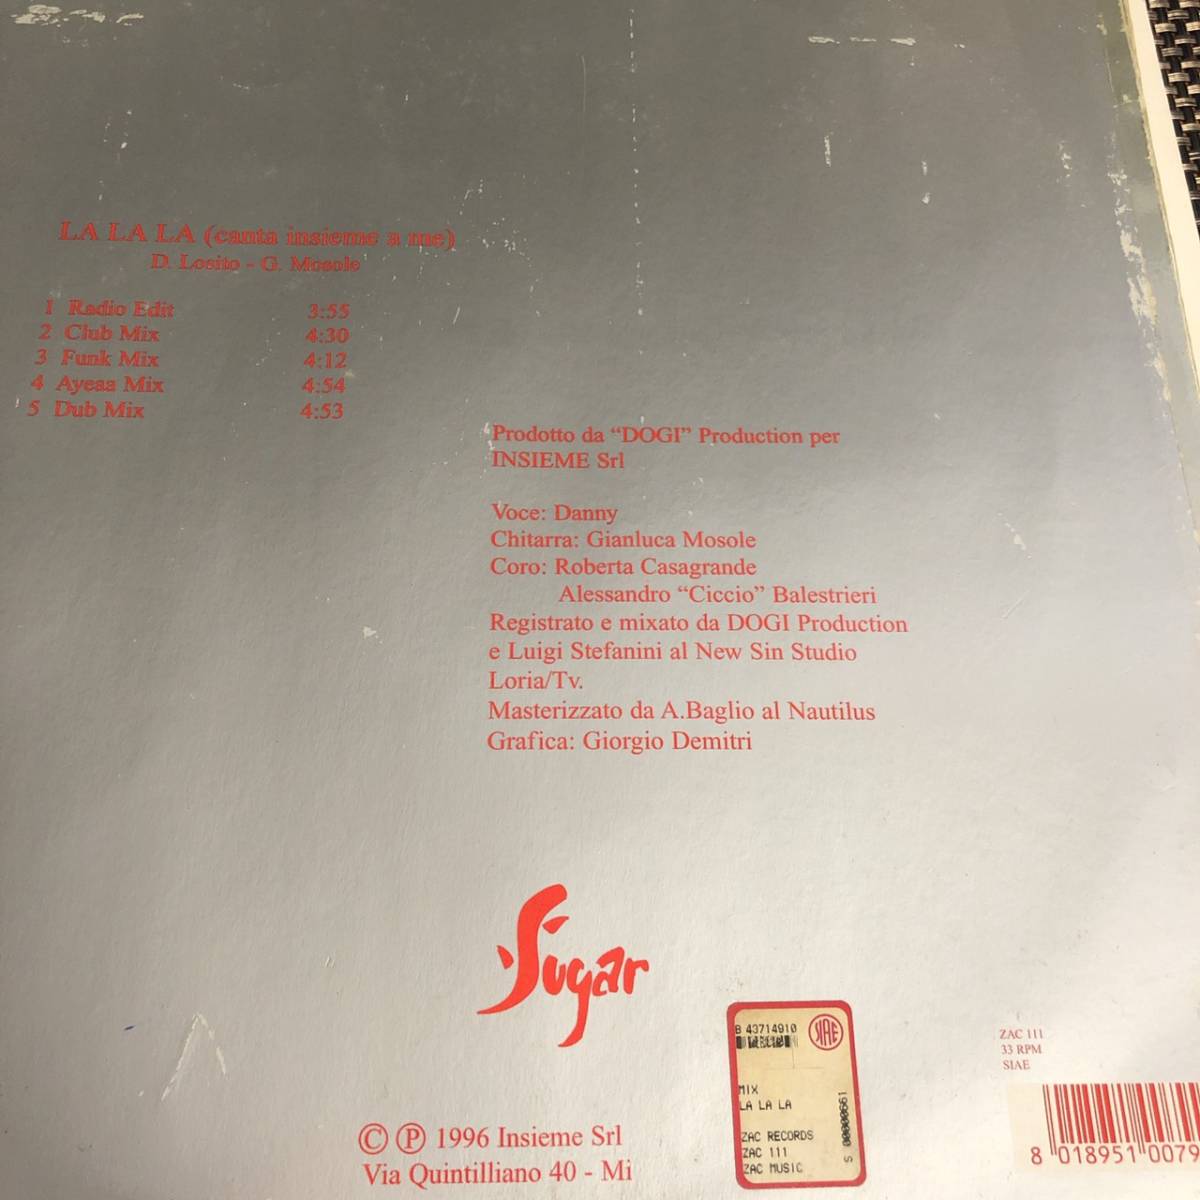 LA LA LA (canta insieme a me)
D. Losito - G. Mosole
1 Radio Edit 3:55
2 Club Mix 4:30
3 Funk Mix 4:12
4 Ayeaa Mix 4:54
5 Dub Mix 4:53
Prodotto da “DOGI” Production per
INSIEME Srl
Voce: Danny
Chitarra: Gianluca Mosole
Coro: Roberta Casagrande
Alessandro “Ciccio” Balestrieri
Registrato e mixato da DOGI Production
e Luigi Stefanini al New Sin Studio
Loria/Tv.
Masterizzato da A.Baglio al Nautilus
Grafica: Giorgio Demitri
Sugar
© ℗ 1996 Insieme Srl
Via Quintilliano 40 - Mi
B 43714910
MIX
LA LA LA
ZAC RECORDS
ZAC 111
ZAC MUSIC
S 00000661
ZAC 111
33 RPM
SIAE
8 018951 0079